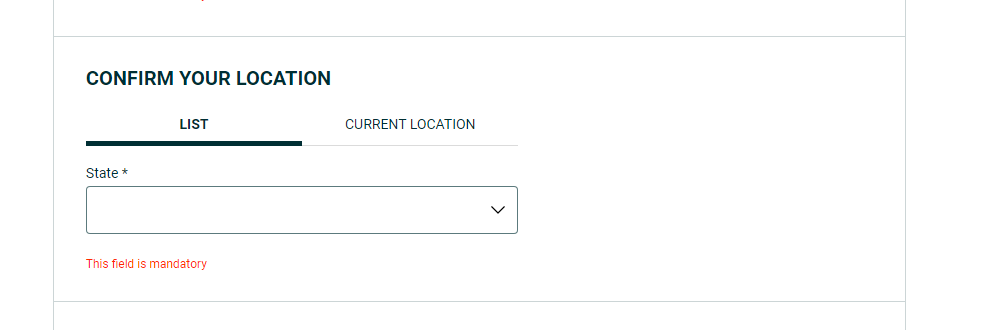 CONFIRM YOUR LOCATION
LIST
CURRENT LOCATION
State *
This field is mandatory